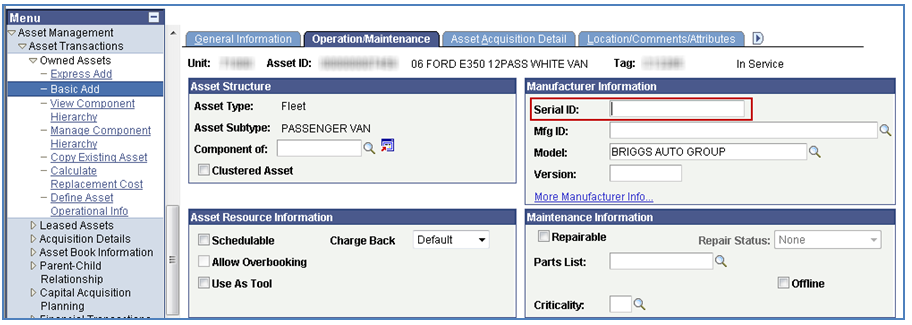 Menu
Asset Management
Asset Transactions
Owned Assets
Express Add
Basic Add
View Component
Hierarchy
Manage Component
Hierarchy
Copy Existing Asset
Calculate
Replacement Cost
Define Asset
Operational Info
Leased Assets
Acquisition Details
Asset Book Information
Parent-Child
Relationship
Capital Acquisition
Planning
Financial Transactions
General Information Operation/Maintenance Asset Acquisition Detail Location/Comments/Attributes
Unit: Asset ID: 06 FORD E350 12PASS WHITE VAN Tag: In Service
Asset Structure
Asset Type: Fleet
Asset Subtype: PASSENGER VAN
Component of:
Clustered Asset
Manufacturer Information
Serial ID:
Mfg ID:
Model: BRIGGS AUTO GROUP
Version:
More Manufacturer Info...
Asset Resource Information
Schedulable Charge Back Default
Allow Overbooking
Use As Tool
Maintenance Information
Repairable Repair Status: None
Parts List:
Offline
Criticality: